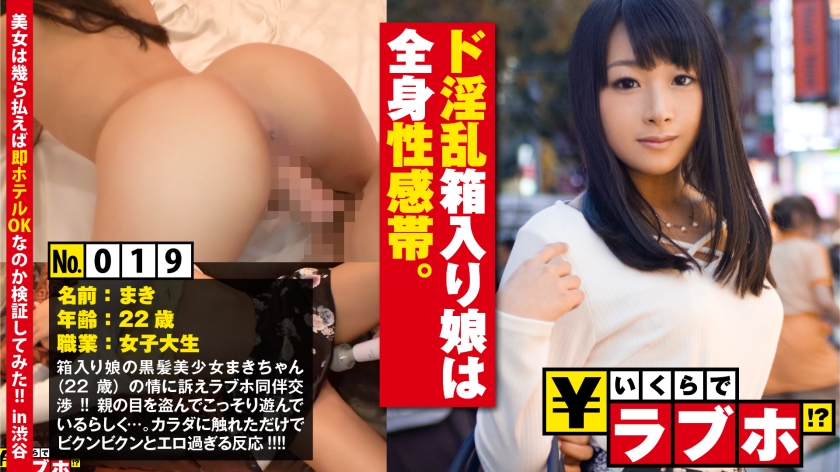 美女は幾ら払えば即ホテルOKなのか検証してみた!! in渋谷
ド淫乱箱入り娘は
全身性感帯。
No. 019
名前：まき
年齢：22歳
職業：女子大生
箱入り娘の黒髪美少女まきちゃん
（22歳）の情に訴えラブホ同伴交
渉!!親の目を盗んでこっそり遊んで
いるらしく…。カラダに触れただけで
ビクンビクンとエロ過ぎる反応!!!!
¥いくらで
ラブホ!?